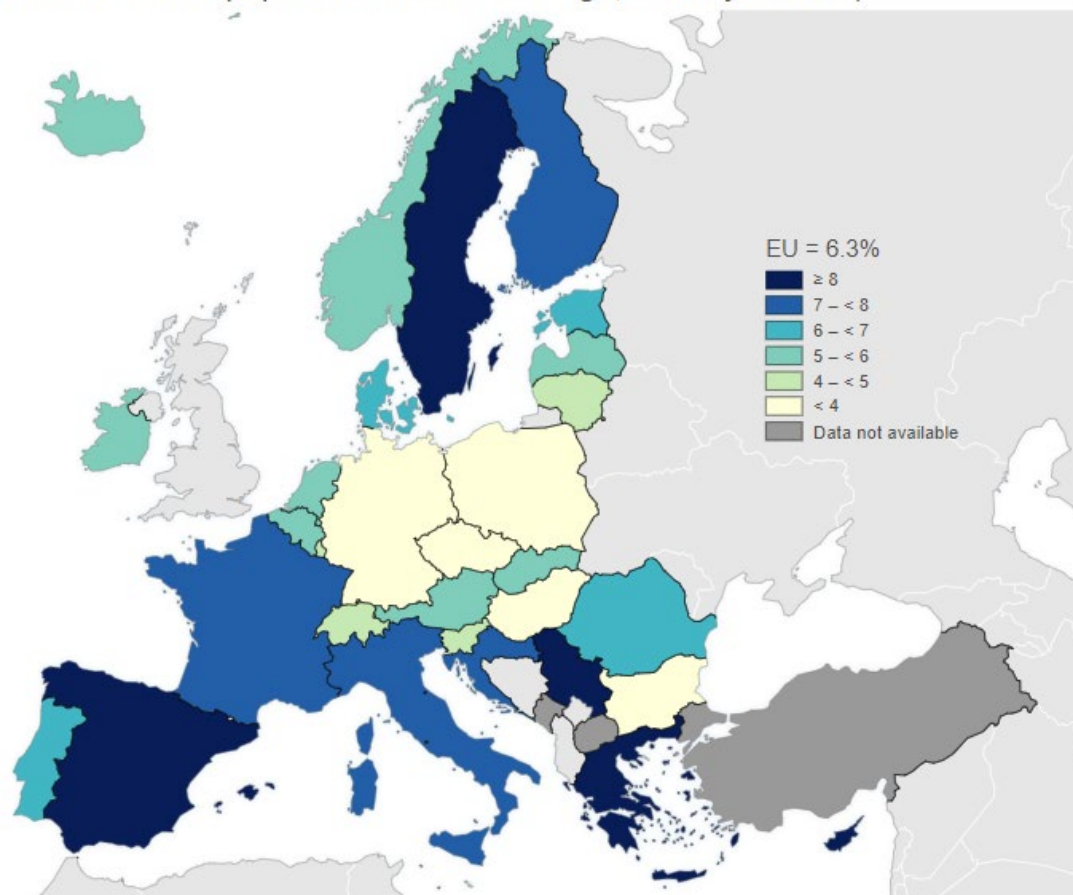 EU = 6.3%
≥ 8
7 – < 8
6 – < 7
5 – < 6
4 – < 5
< 4
Data not available